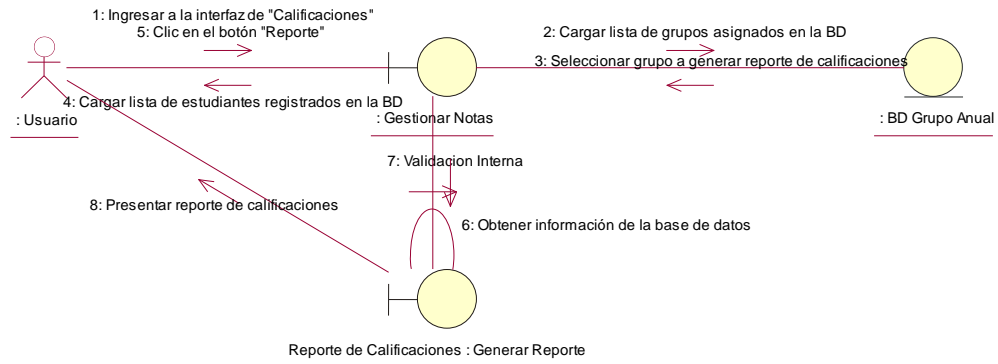 1: Ingresar a la interfaz de "Calificaciones"
5: Clic en el botón "Reporte"
2: Cargar lista de grupos asignados en la BD
3: Seleccionar grupo a generar reporte de calificaciones
4: Cargar lista de estudiantes registrados en la BD
: Usuario
: Gestionar Notas
: BD Grupo Anual
7: Validacion Interna
8: Presentar reporte de calificaciones
6: Obtener información de la base de datos
Reporte de Calificaciones : Generar Reporte